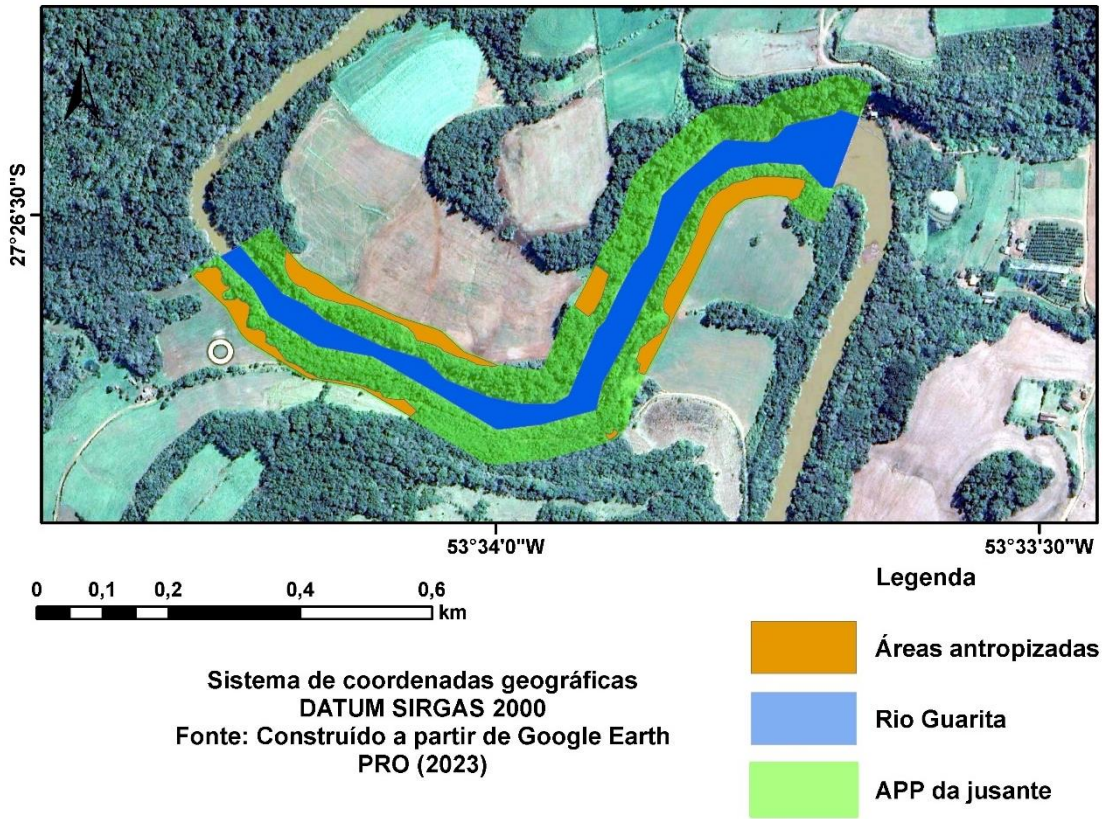 N
27°26'30"S
53°34'0"W
53°33'30"W
0 0,1 0,2 0,4 0,6
km
Sistema de coordenadas geográficas
DATUM SIRGAS 2000
Fonte: Construído a partir de Google Earth
PRO (2023)
Legenda
Áreas antropizadas
Rio Guarita
APP da jusante